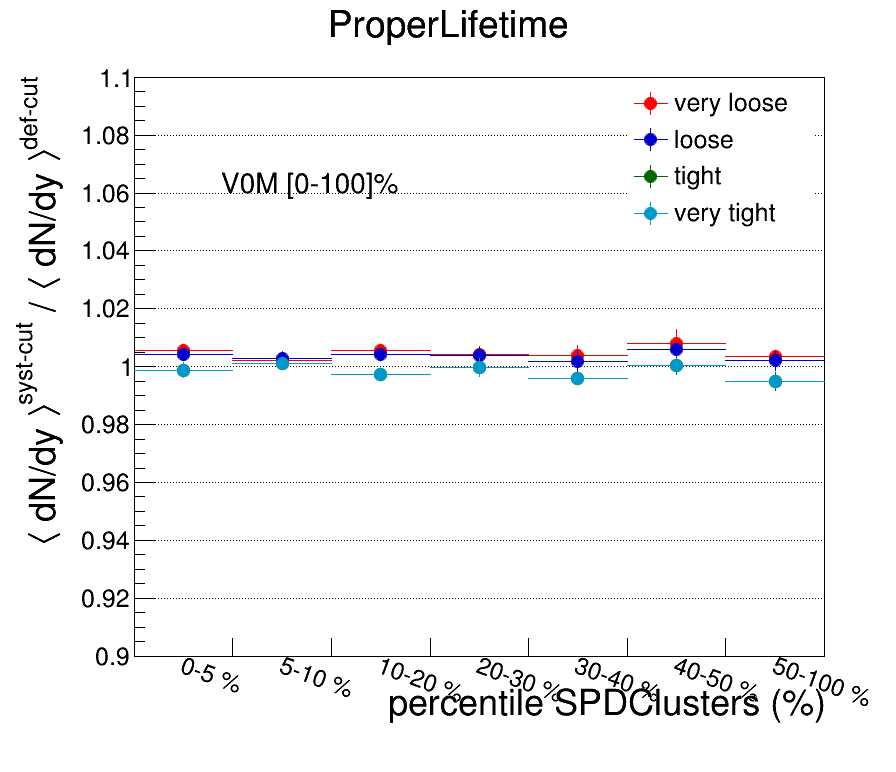 ProperLifetime
⟨ dN/dy ⟩^syst-cut / ⟨ dN/dy ⟩^def-cut
1.1
1.08
1.06
1.04
1.02
1
0.98
0.96
0.94
0.92
0.9
V0M [0-100]%
very loose
loose
tight
very tight
0-5 %
5-10 %
10-20 %
20-30 %
30-40 %
40-50 %
50-100 %
percentile SPDClusters (%)